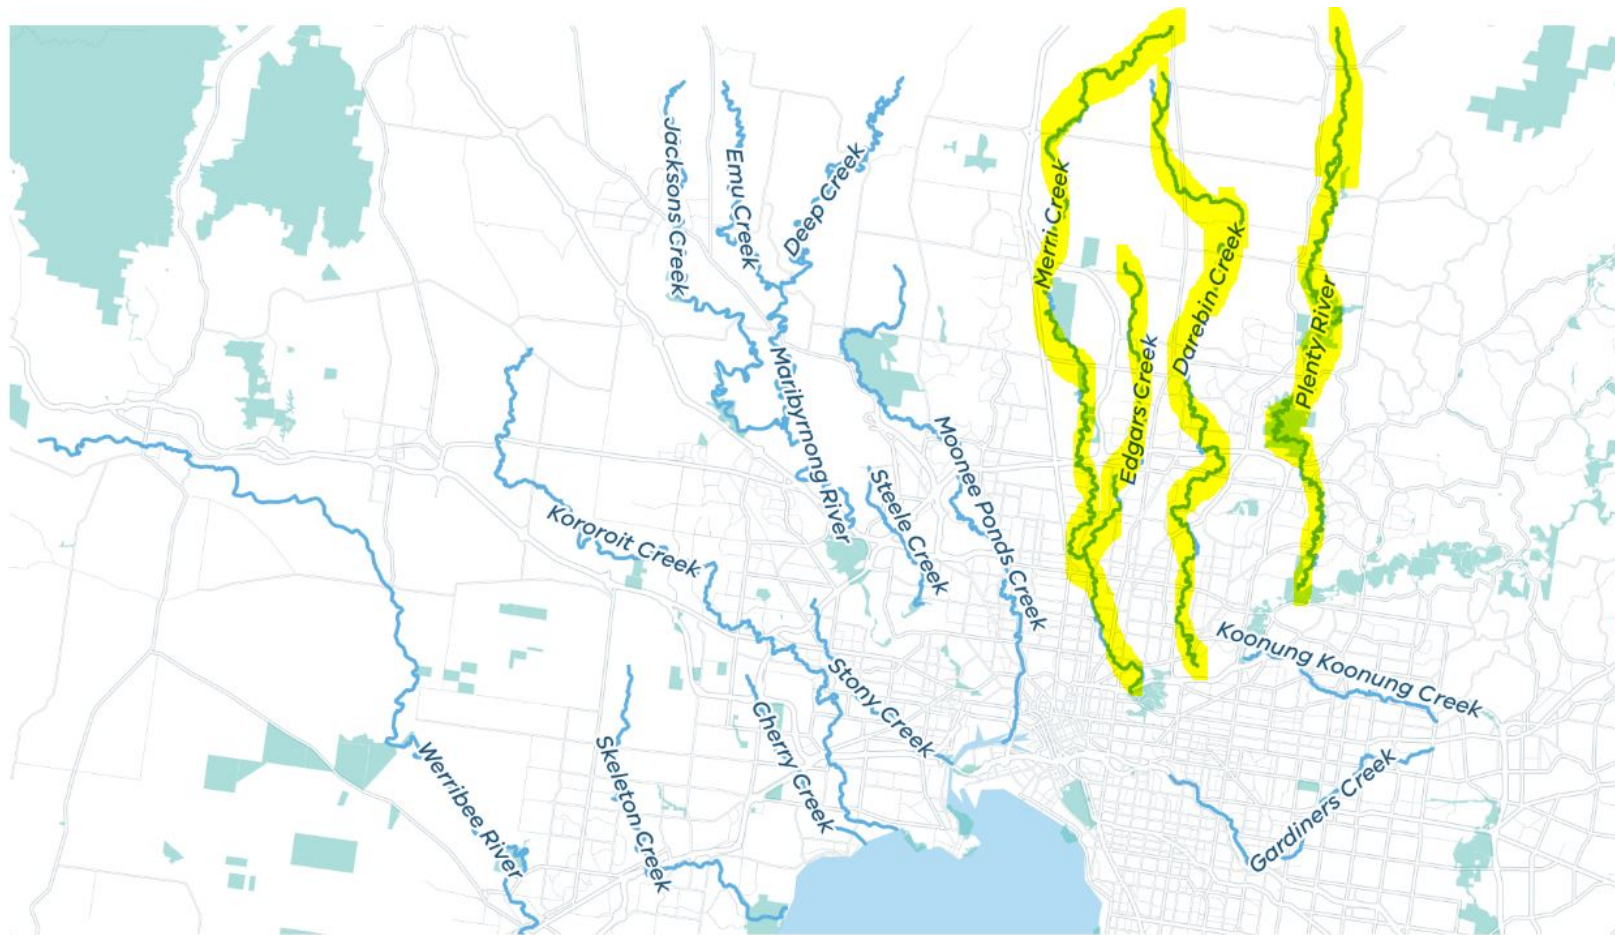 Jacksons Creek
Emu Creek
Deep Creek
Merri Creek
Darebin Creek
Plenty River
Edgars Creek
Maribyrnong River
Moonee Ponds Creek
Steele Creek
Kororoit Creek
Koonung Koonung Creek
Stony Creek
Cherry Creek
Skeleton Creek
Werribee River
Gardiners Creek